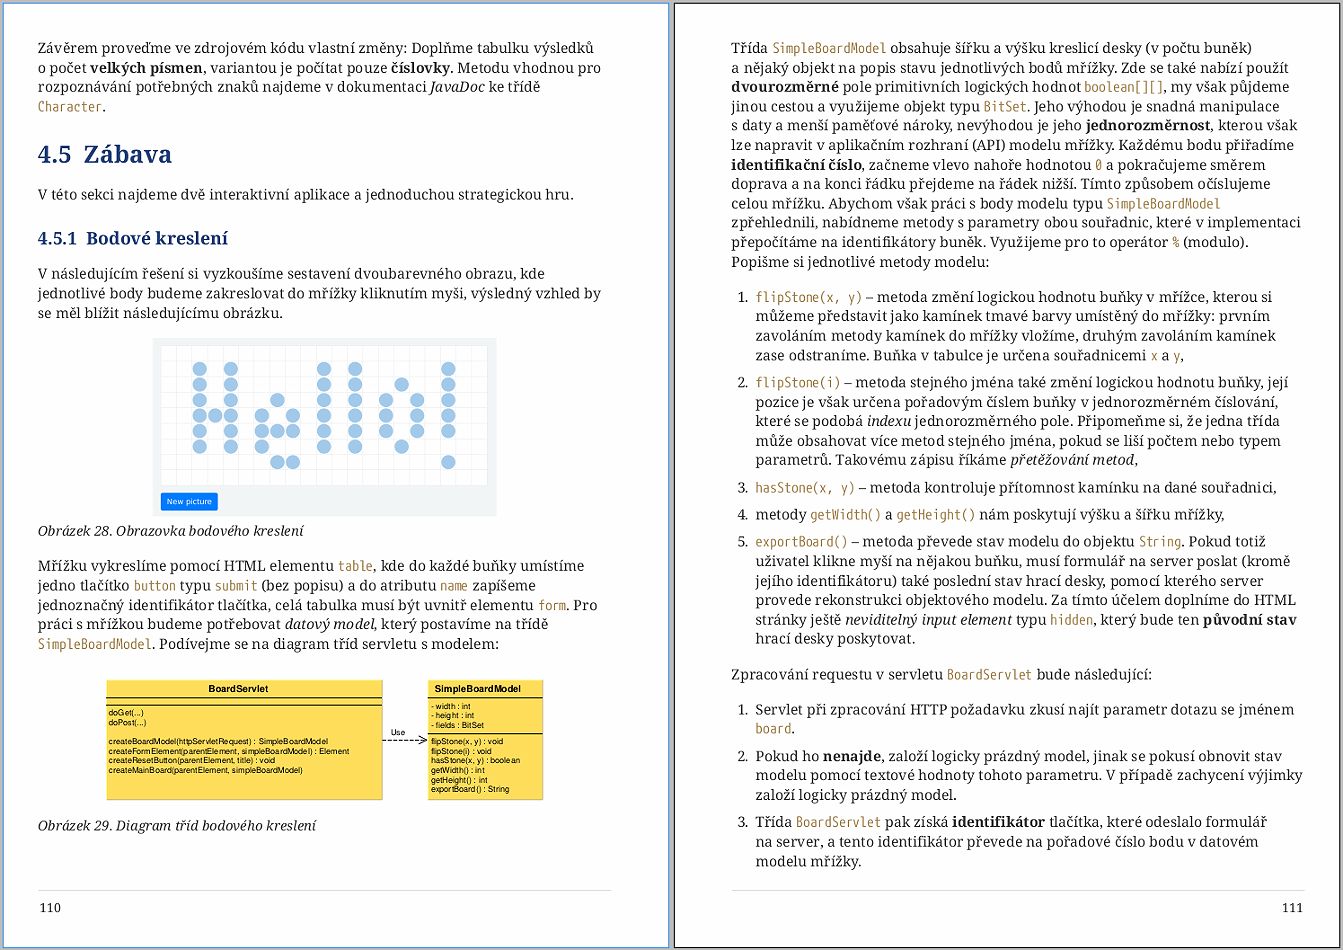 Závěrem proveďme ve zdrojovém kódu vlastní změny: Doplňme tabulku výsledků
o počet velkých písmen, variantou je počítat pouze číslovky. Metodu vhodnou pro
rozpoznávání potřebných znaků najdeme v dokumentaci JavaDoc ke třídě
Character.
4.5 Zábava
V této sekci najdeme dvě interaktivní aplikace a jednoduchou strategickou hru.
4.5.1 Bodové kreslení
V následujícím řešení si vyzkoušíme sestavení dvoubarevného obrazu, kde
jednotlivé body budeme zakreslovat do mřížky kliknutím myši, výsledný vzhled by
se měl blížit následujícímu obrázku.
Hello!
New picture
Obrázek 28. Obrazovka bodového kreslení
Mřížku vykreslíme pomocí HTML elementu table, kde do každé buňky umístíme
jedno tlačítko button typu submit (bez popisu) a do atributu name zapíšeme
jednoznačný identifikátor tlačítka, celá tabulka musí být uvnitř elementu form. Pro
práci s mřížkou budeme potřebovat datový model, který postavíme na třídě
SimpleBoardModel. Podívejme se na diagram tříd servletu s modelem:
BoardServlet
doGet(...)
doPost(...)
createBoardModel(httpServletRequest) : SimpleBoardModel
createFormElement(parentElement, simpleBoardModel) : Element
createResetButton(parentElement, title) : void
createMainBoard(parentElement, simpleBoardModel)
Use
SimpleBoardModel
- width : int
- height : int
- fields : BitSet
flipStone(x, y) : void
flipStone(i) : void
hasStone(x, y) : boolean
getWidth() : int
getHeight() : int
exportBoard() : String
Obrázek 29. Diagram tříd bodového kreslení
110
Třída SimpleBoardModel obsahuje šířku a výšku kreslicí desky (v počtu buněk)
a nějaký objekt na popis stavu jednotlivých bodů mřížky. Zde se také nabízí použít
dvourozměrné pole primitivních logických hodnot boolean[][], my však půjdeme
jinou cestou a využijeme objekt typu BitSet. Jeho výhodou je snadná manipulace
s daty a menší paměťové nároky, nevýhodou je jeho jednorozměrnost, kterou však
lze napravit v aplikačním rozhraní (API) modelu mřížky. Každému bodu přiřadíme
identifikační číslo, začneme vlevo nahoře hodnotou 0 a pokračujeme směrem
doprava a na konci řádku přejdeme na řádek nižší. Tímto způsobem očíslujeme
celou mřížku. Abychom však práci s body modelu typu SimpleBoardModel
zpřehlednili, nabídneme metody s parametry obou souřadnic, které v implementaci
přepočítáme na identifikátory buněk. Využijeme pro to operátor % (modulo).
Popišme si jednotlivé metody modelu:
1. flipStone(x, y) – metoda změní logickou hodnotu buňky v mřížce, kterou si
můžeme představit jako kamínek tmavé barvy umístěný do mřížky: prvním
zavoláním metody kamínek do mřížky vložíme, druhým zavoláním kamínek
zase odstraníme. Buňka v tabulce je určena souřadnicemi x a y,
2. flipStone(i) – metoda stejného jména také změní logickou hodnotu buňky, její
pozice je však určena pořadovým číslem buňky v jednorozměrném číslování,
které se podobá indexu jednorozměrného pole. Připomeňme si, že jedna třída
může obsahovat více metod stejného jména, pokud se liší počtem nebo typem
parametrů. Takovému zápisu říkáme přetěžování metod,
3. hasStone(x, y) – metoda kontroluje přítomnost kamínku na dané souřadnici,
4. metody getWidth() a getHeight() nám poskytují výšku a šířku mřížky,
5. exportBoard() – metoda převede stav modelu do objektu String. Pokud totiž
uživatel klikne myší na nějakou buňku, musí formulář na server poslat (kromě
jejího identifikátoru) také poslední stav hrací desky, pomocí kterého server
provede rekonstrukci objektového modelu. Za tímto účelem doplníme do HTML
stránky ještě neviditelný input element typu hidden, který bude ten původní stav
hrací desky poskytovat.
Zpracování requestu v servletu BoardServlet bude následující:
1. Servlet při zpracování HTTP požadavku zkusí najít parametr dotazu se jménem
board.
2. Pokud ho nenajde, založí logicky prázdný model, jinak se pokusí obnovit stav
modelu pomocí textové hodnoty tohoto parametru. V případě zachycení výjimky
založí logicky prázdný model.
3. Třída BoardServlet pak získá identifikátor tlačítka, které odeslalo formulář
na server, a tento identifikátor převede na pořadové číslo bodu v datovém
modelu mřížky.
111